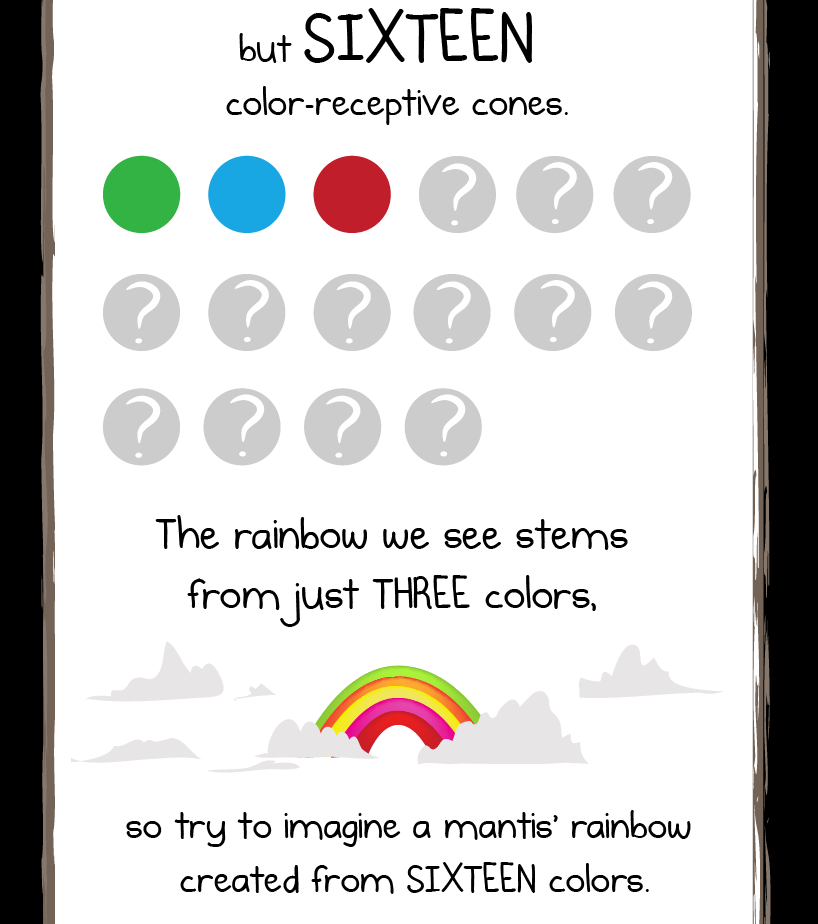 but SIXTEEN
color-receptive cones.
? ? ?
? ? ? ? ? ?
? ? ? ?
The rainbow we see stems
from just THREE colors,
so try to imagine a mantis' rainbow
created from SIXTEEN colors.